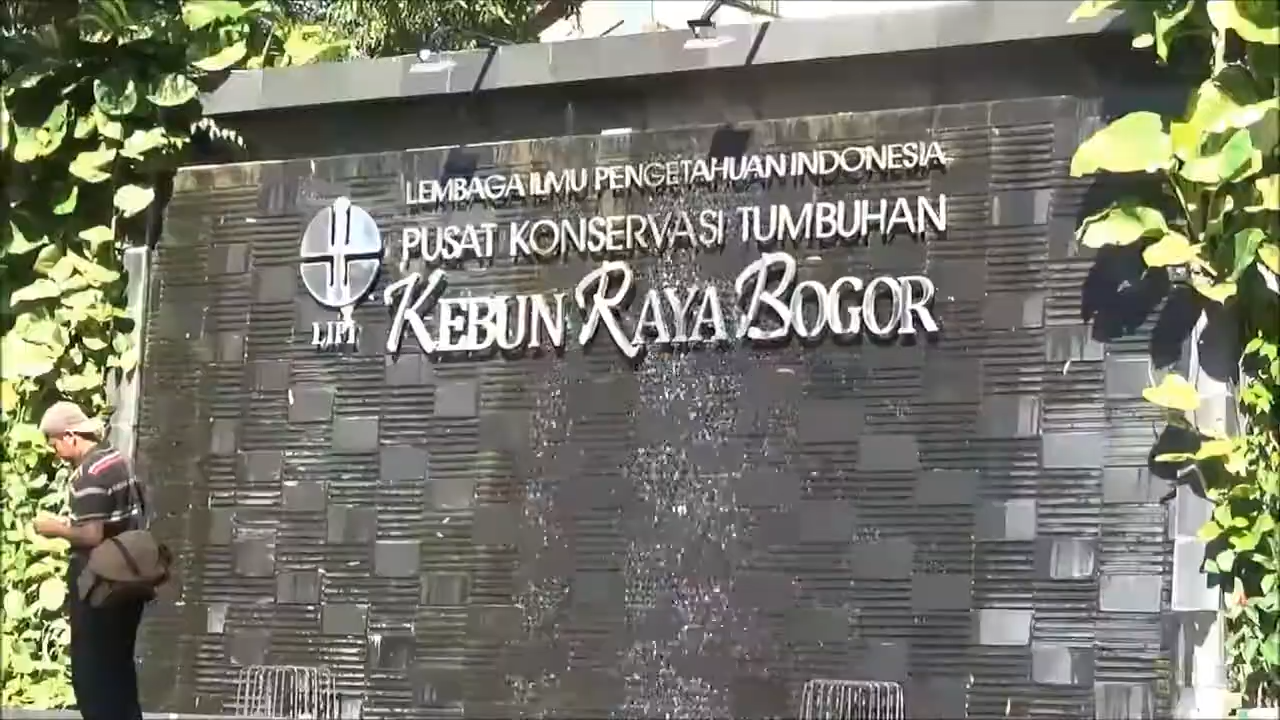 LEMBAGA ILMU PENGETAHUAN INDONESIA
PUSAT KONSERVASI TUMBUHAN
KEBUN RAYA BOGOR
LIPI